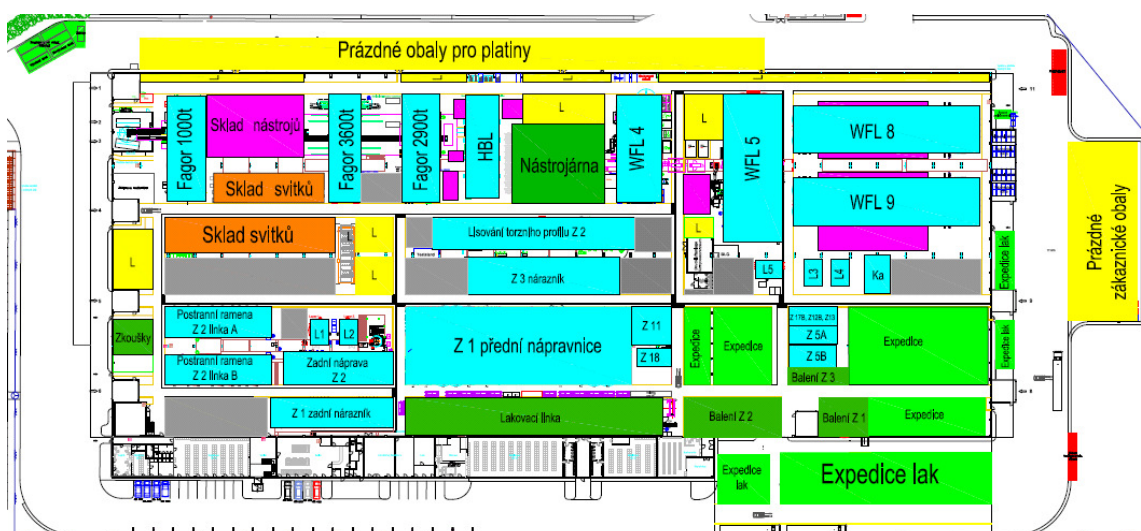 Prázdné obaly pro platiny
Fagor 1000t
Sklad nástrojů
Fagor 3600t
Fagor 2900t
HBL
L
Nástrojárna
WFL 4
L
WFL 5
WFL 8
Sklad svitků
WFL 9
Prázdné
zákaznické obaly
Sklad svitků
L
L
Lisování torzního profilu Z 2
L
L
Z 3 nárazník
L5
L3
L4
Ka
Expedice lak
Zkoušky
Postranní ramena
Z 2 linka A
L1
L2
Postranní ramena
Z 2 linka B
Zadní náprava
Z 2
Z 1 přední nápravnice
Z 11
Z 18
Expedice
Expedice
Z 17B, Z12B, Z13
Z 5A
Z 5B
Balení Z 3
Expedice
Expedice lak
Z 1 zadní nárazník
Lakovací linka
Balení Z 2
Balení Z 1
Expedice
Expedice
lak
Expedice lak